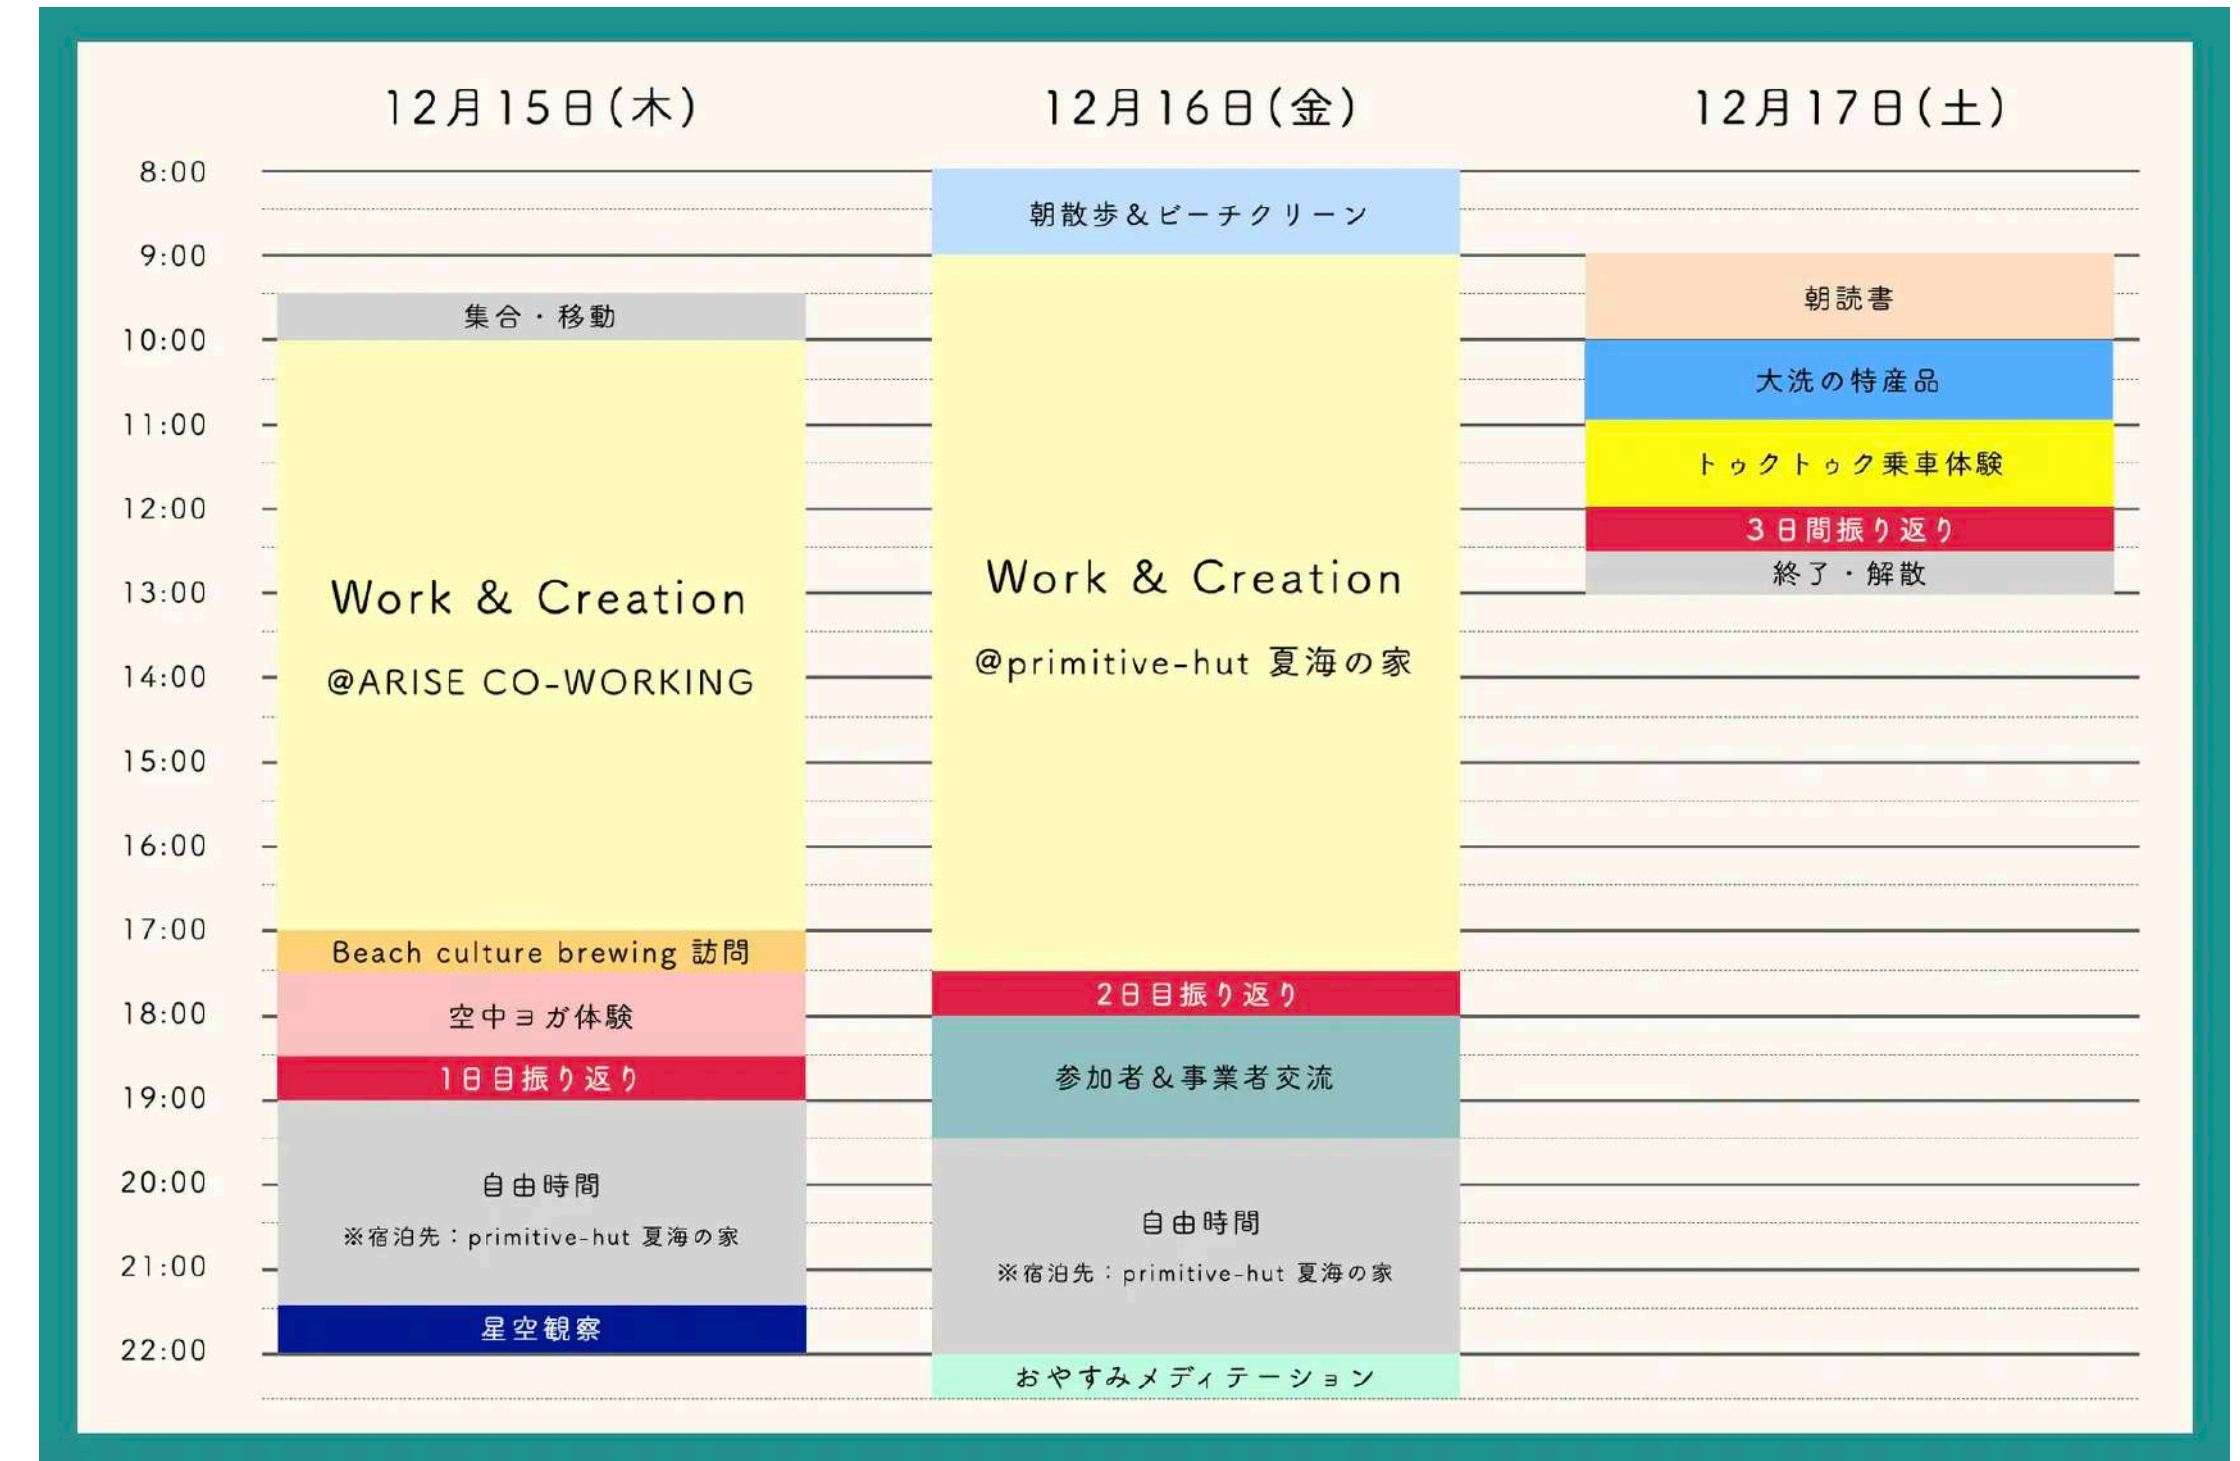 12月15日(木)
12月16日(金)
12月17日(土)
8:00
9:00
10:00
11:00
12:00
13:00
14:00
15:00
16:00
17:00
18:00
19:00
20:00
21:00
22:00
集合・移動
Work & Creation
@ARISE CO-WORKING
Beach culture brewing 訪問
空中ヨガ体験
1日目振り返り
自由時間
※宿泊先：primitive-hut 夏海の家
星空観察
朝散歩＆ビーチクリーン
Work & Creation
@primitive-hut 夏海の家
2日目振り返り
参加者＆事業者交流
自由時間
※宿泊先：primitive-hut 夏海の家
おやすみメディテーション
朝読書
大洗の特産品
トゥクトゥク乗車体験
3日間振り返り
終了・解散